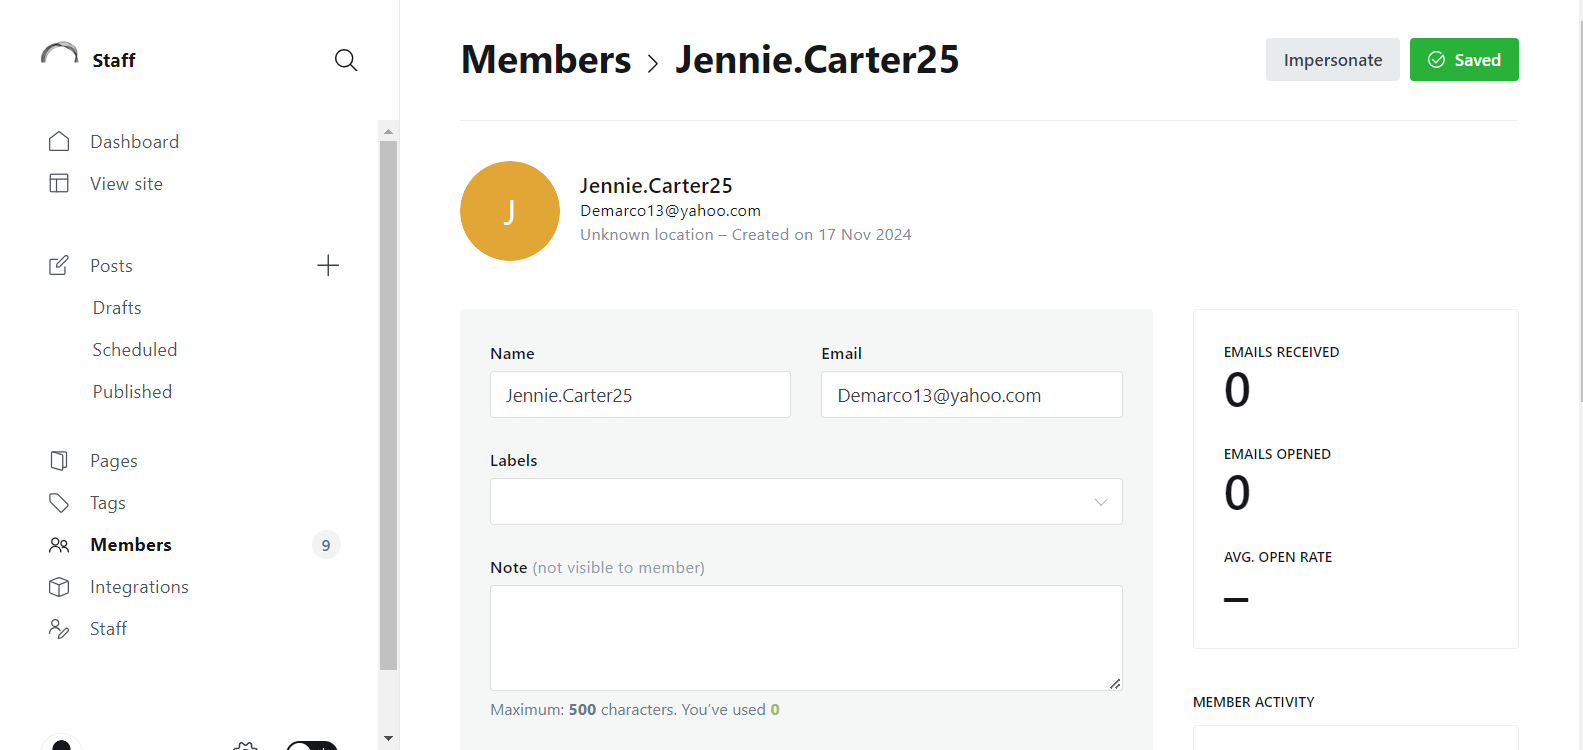 Staff
Dashboard
View site
Posts
Drafts
Scheduled
Published
Pages
Tags
Members 9
Integrations
Staff
Members > Jennie.Carter25
Impersonate
Saved
J
Jennie.Carter25
Demarco13@yahoo.com
Unknown location – Created on 17 Nov 2024
Name
Jennie.Carter25
Email
Demarco13@yahoo.com
Labels
Note (not visible to member)
Maximum: 500 characters. You’ve used 0
EMAILS RECEIVED
0
EMAILS OPENED
0
AVG. OPEN RATE
–
MEMBER ACTIVITY